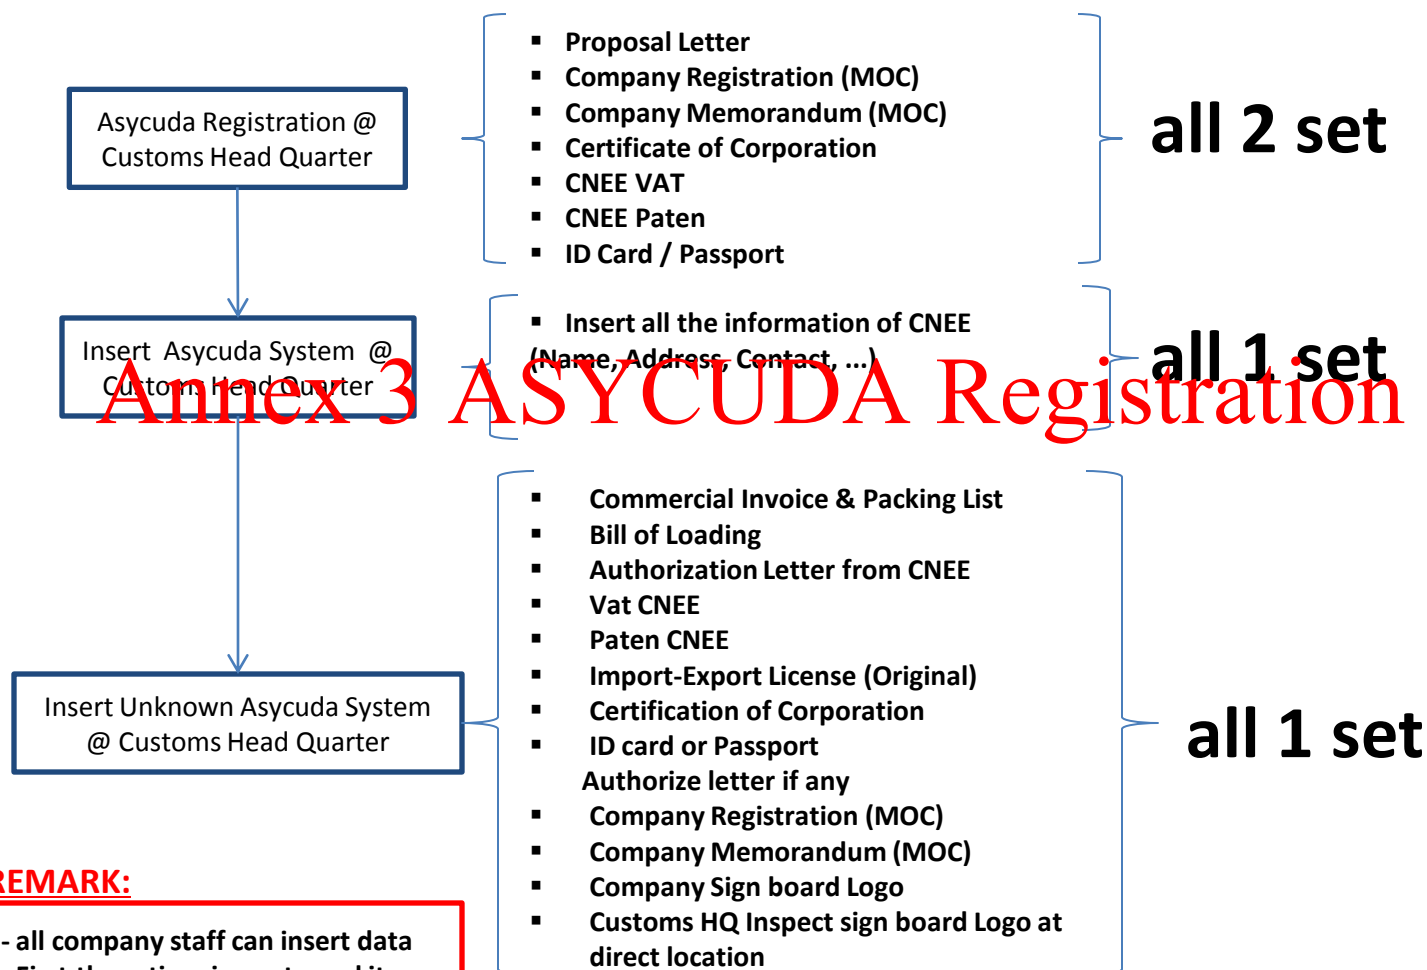 Asycuda Registration @
Customs Head Quarter
▪ Proposal Letter
▪ Company Registration (MOC)
▪ Company Memorandum (MOC)
▪ Certificate of Corporation
▪ CNEE VAT
▪ CNEE Paten
▪ ID Card / Passport
all 2 set
Insert Asycuda System @
Customs Head Quarter
▪ Insert all the information of CNEE
(Name, Address, Contact, ...)
all 1 set
Annex 3 ASYCUDA Registration
Insert Unknown Asycuda System
@ Customs Head Quarter
▪ Commercial Invoice & Packing List
▪ Bill of Loading
▪ Authorization Letter from CNEE
▪ Vat CNEE
▪ Paten CNEE
▪ Import-Export License (Original)
▪ Certification of Corporation
▪ ID card or Passport
Authorize letter if any
▪ Company Registration (MOC)
▪ Company Memorandum (MOC)
▪ Company Sign board Logo
▪ Customs HQ Inspect sign board Logo at
direct location
all 1 set
REMARK:
- all company staff can insert data